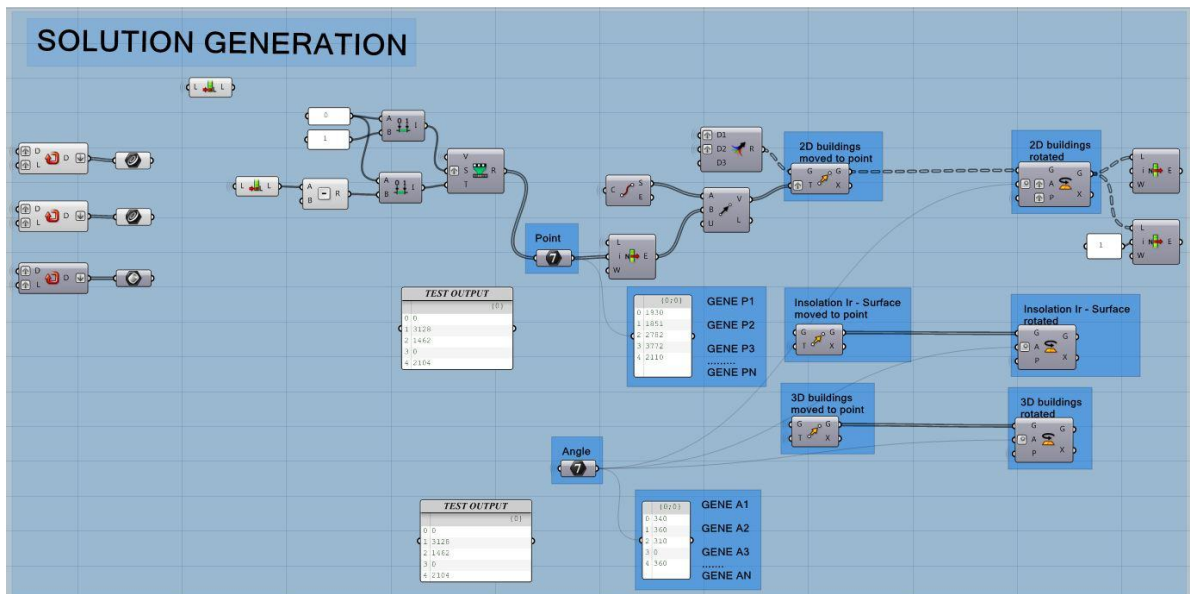 SOLUTION GENERATION
L L
0
1
A
B
I
D
L
D
V
S
T
R
D1
D2
D3
R
2D buildings
moved to point
G G
T X
2D buildings
rotated
G
A
P
G
X
L
i
W
E
L L
A
B
R
A
B
I
C
S
E
A
B
U
V
L
D
L
D
Point
7
L
i
W
E
1
L
i
W
E
D
L
D
TEST OUTPUT
{0}
0 0
1 3128
2 1462
3 0
4 2104
{0;0}
0 1930
1 1851
2 2782
3 3772
4 2110
GENE P1
GENE P2
GENE P3
.........
GENE PN
Insolation Ir - Surface
moved to point
G G
T X
Insolation Ir - Surface
rotated
G
A
P
G
X
3D buildings
moved to point
G G
T X
3D buildings
rotated
G
A
P
G
X
Angle
7
TEST OUTPUT
{0}
0 0
1 3128
2 1462
3 0
4 2104
{0;0}
0 340
1 360
2 310
3 0
4 360
GENE A1
GENE A2
GENE A3
.......
GENE AN